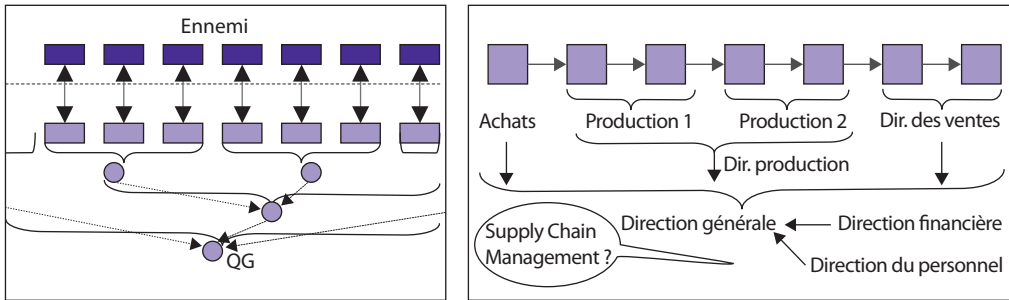 Ennemi
QG
Achats
Production 1
Production 2
Dir. des ventes
Dir. production
Supply Chain
Management ?
Direction générale
Direction financière
Direction du personnel